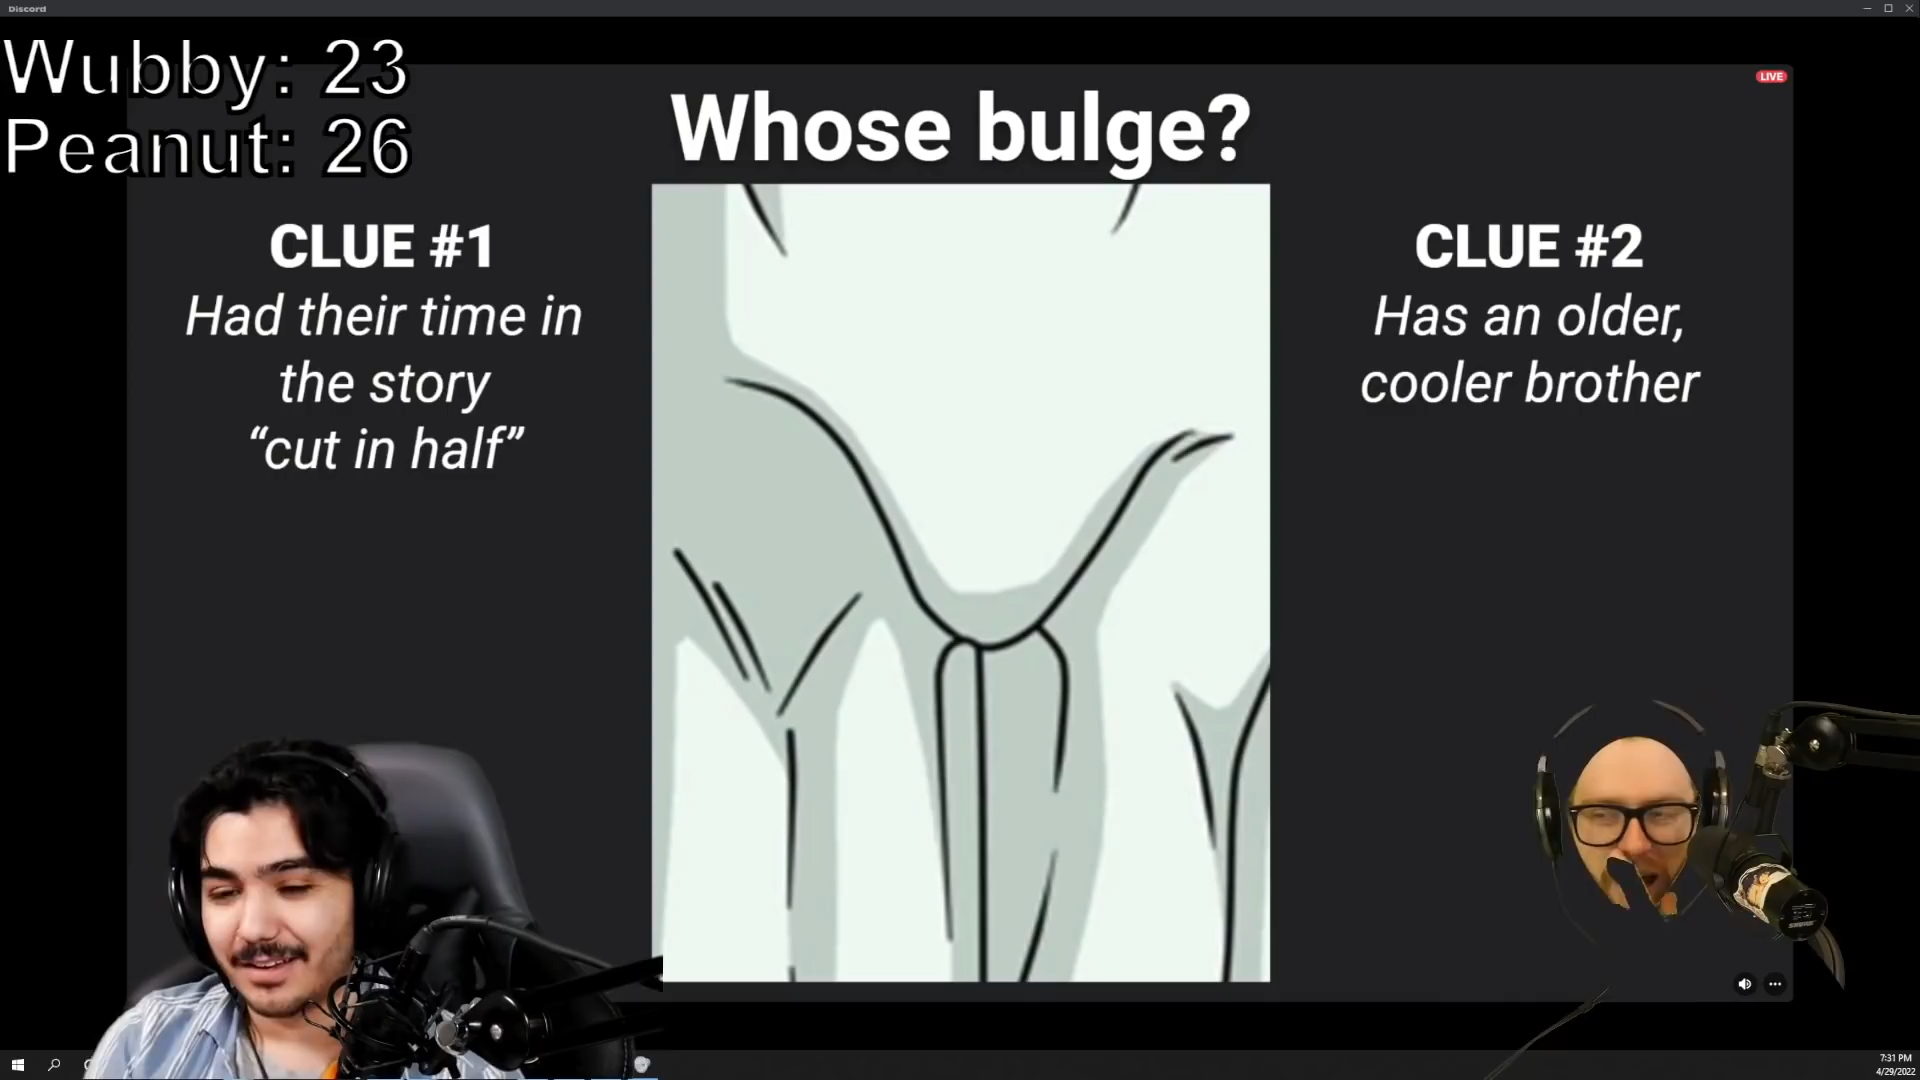 Discord
Wubby: 23
Peanut: 26
LIVE
Whose bulge?
CLUE #1
Had their time in
the story
“cut in half”
CLUE #2
Has an older,
cooler brother
7:31 PM
4/29/2022